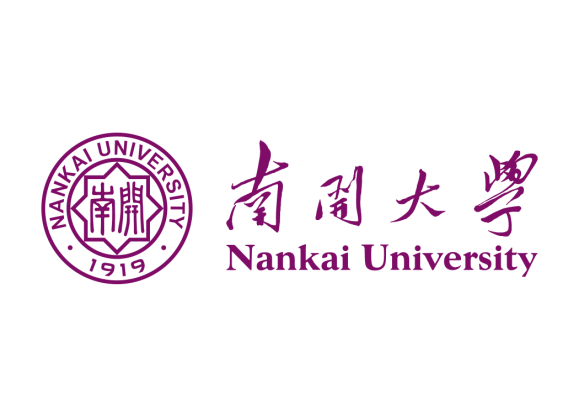 NANKAI UNIVERSITY
南開
· 1919 ·
南開大學
Nankai University